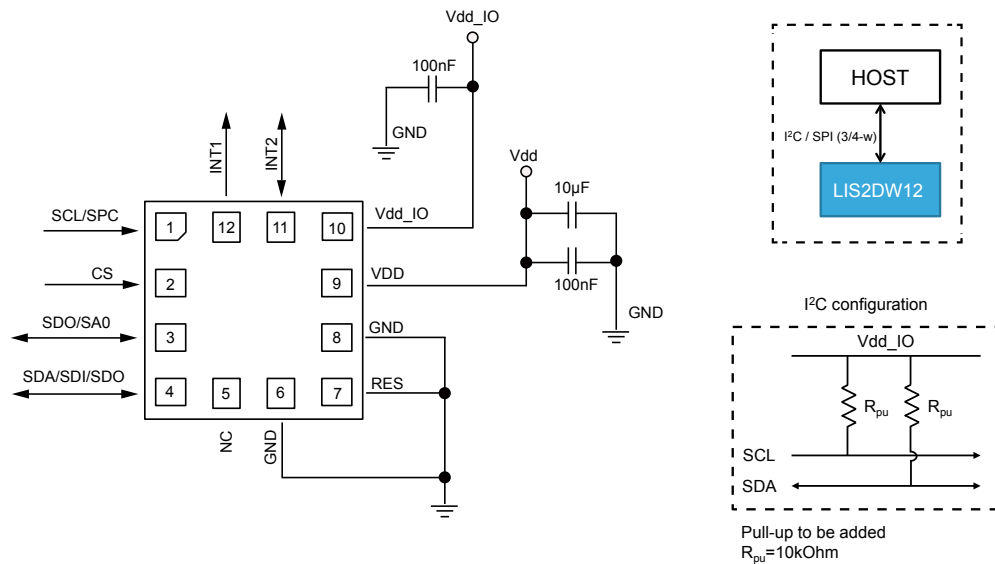 Vdd_IO
100nF
GND
INT1
INT2
Vdd
10µF
100nF
GND
SCL/SPC
CS
SDO/SA0
SDA/SDI/SDO
1
12
11
10
2
9
3
8
4
5
6
7
Vdd_IO
VDD
GND
RES
NC
GND
HOST
I²C / SPI (3/4-w)
LIS2DW12
I²C configuration
Vdd_IO
Rpu
Rpu
SCL
SDA
Pull-up to be added
Rpu=10kOhm